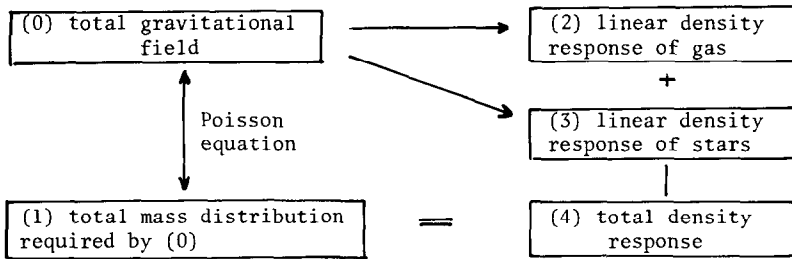 (0) total gravitational
field
(2) linear density
response of gas
+
(3) linear density
response of stars
Poisson
equation
(1) total mass distribution
required by (0)
=
(4) total density
response